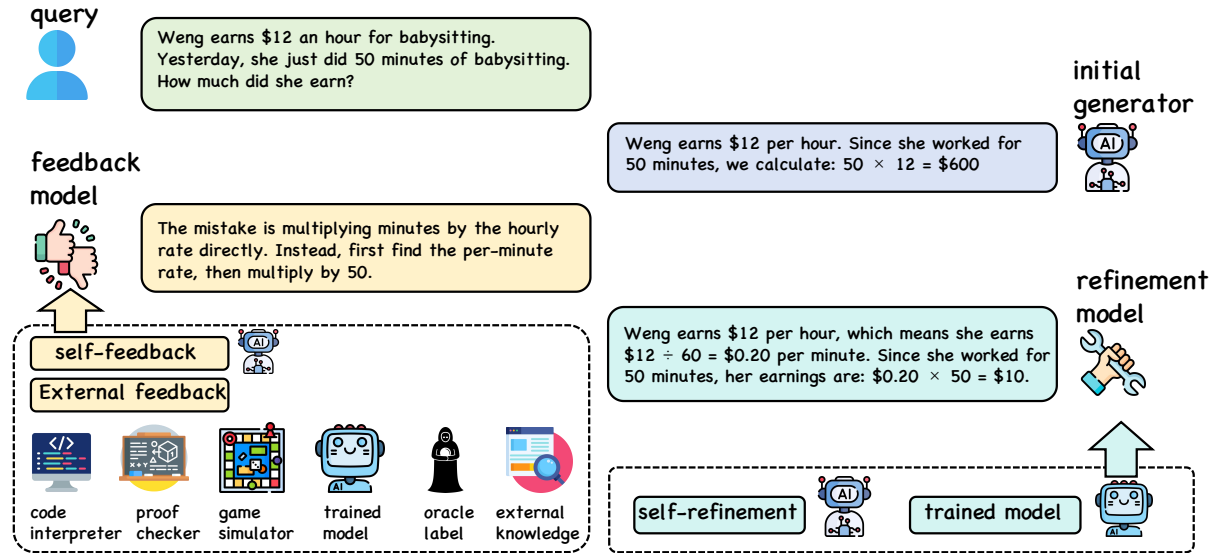 query
Weng earns $12 an hour for babysitting.
Yesterday, she just did 50 minutes of babysitting.
How much did she earn?
initial
generator
AI
Weng earns $12 per hour. Since she worked for
50 minutes, we calculate: 50 × 12 = $600
feedback
model
The mistake is multiplying minutes by the hourly
rate directly. Instead, first find the per-minute
rate, then multiply by 50.
refinement
model
Weng earns $12 per hour, which means she earns
$12 ÷ 60 = $0.20 per minute. Since she worked for
50 minutes, her earnings are: $0.20 × 50 = $10.
self-feedback
AI
External feedback
</>
X+Y
AI
code
interpreter
proof
checker
game
simulator
trained
model
oracle
label
external
knowledge
self-refinement
AI
trained model
AI